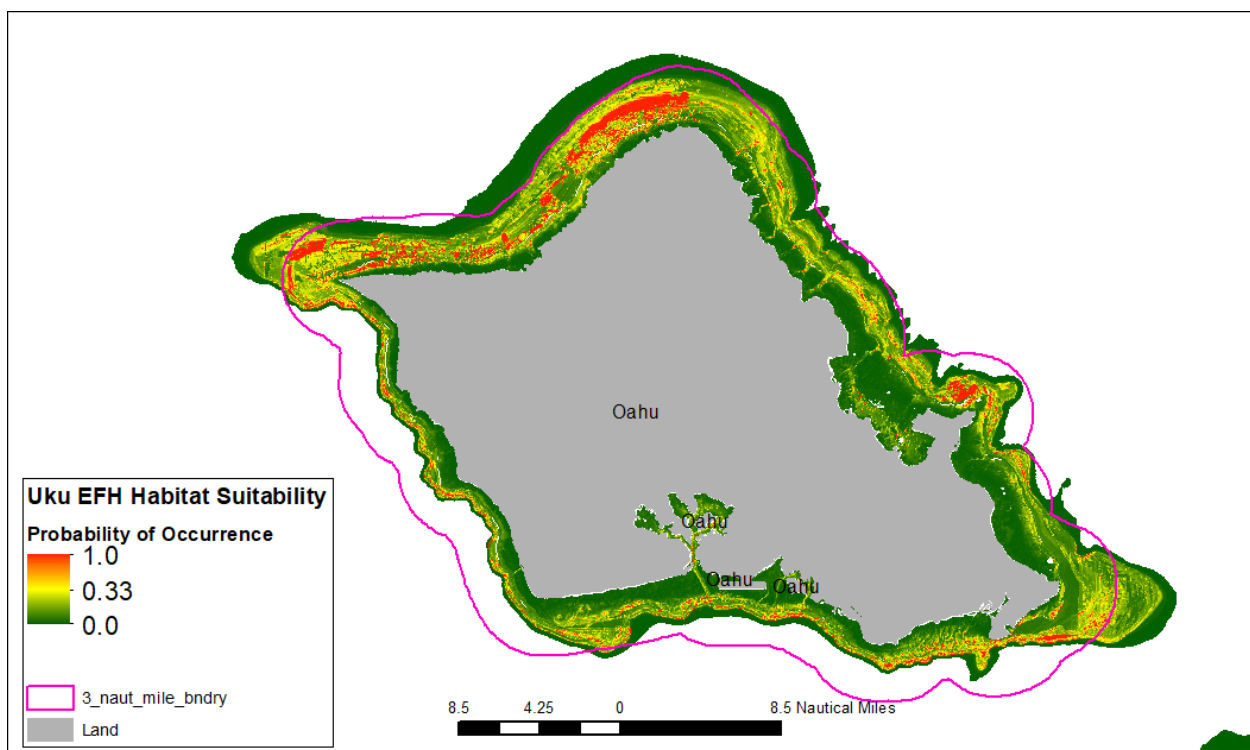 Oahu
Oahu
Oahu
Oahu
Uku EFH Habitat Suitability
Probability of Occurrence
1.0
0.33
0.0
3_naut_mile_bndry
Land
8.5 4.25 0 8.5 Nautical Miles